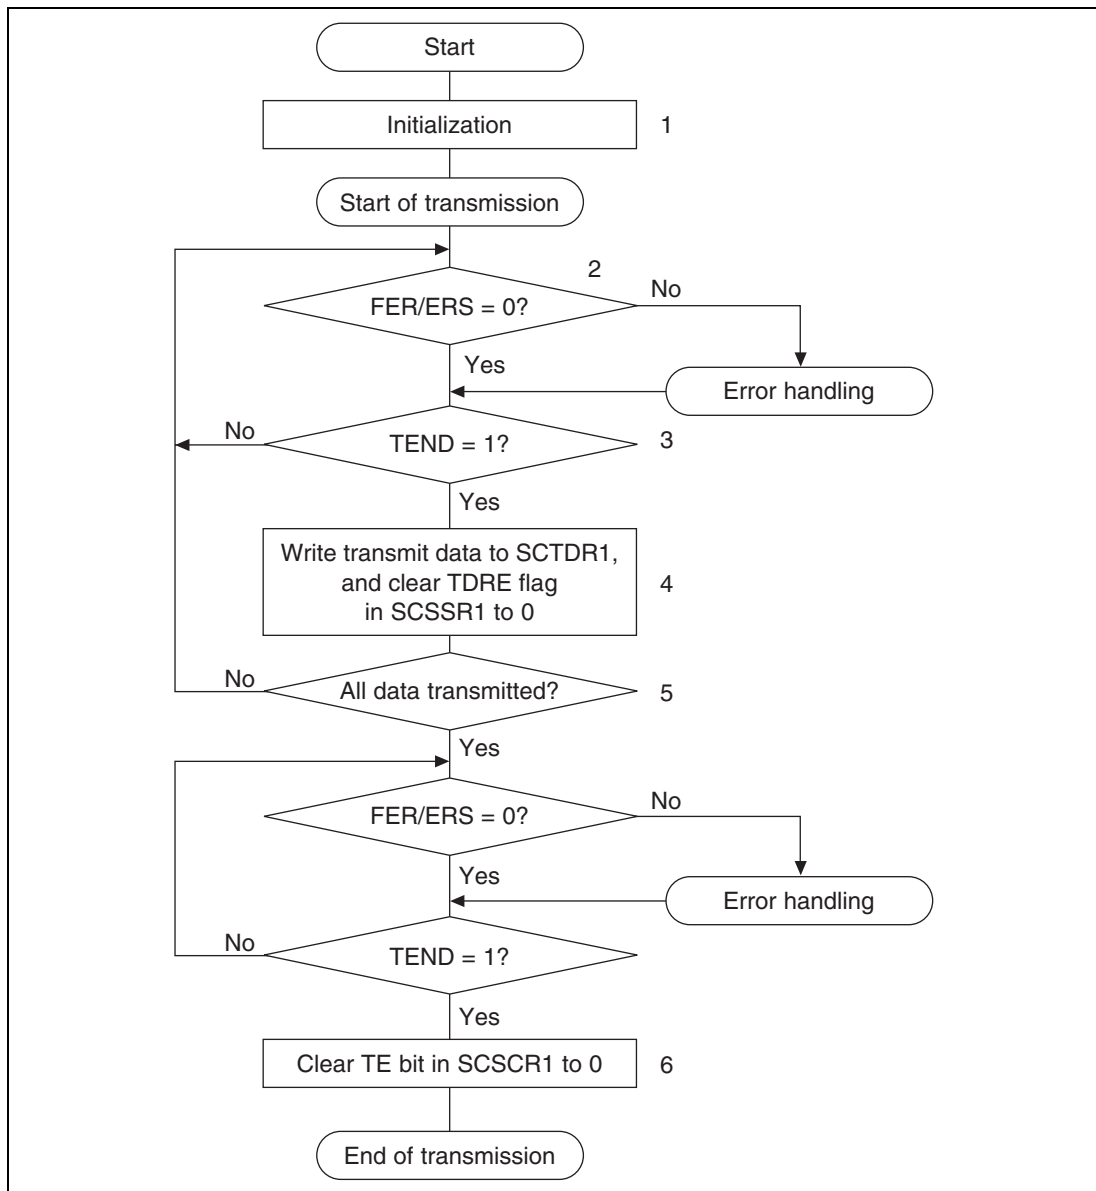 Start
Initialization
1
Start of transmission
2
FER/ERS = 0?
No
Yes
Error handling
No
TEND = 1?
3
Yes
Write transmit data to SCTDR1,
and clear TDRE flag
in SCSSR1 to 0
4
No
All data transmitted?
5
Yes
FER/ERS = 0?
No
Yes
Error handling
No
TEND = 1?
Yes
Clear TE bit in SCSCR1 to 0
6
End of transmission